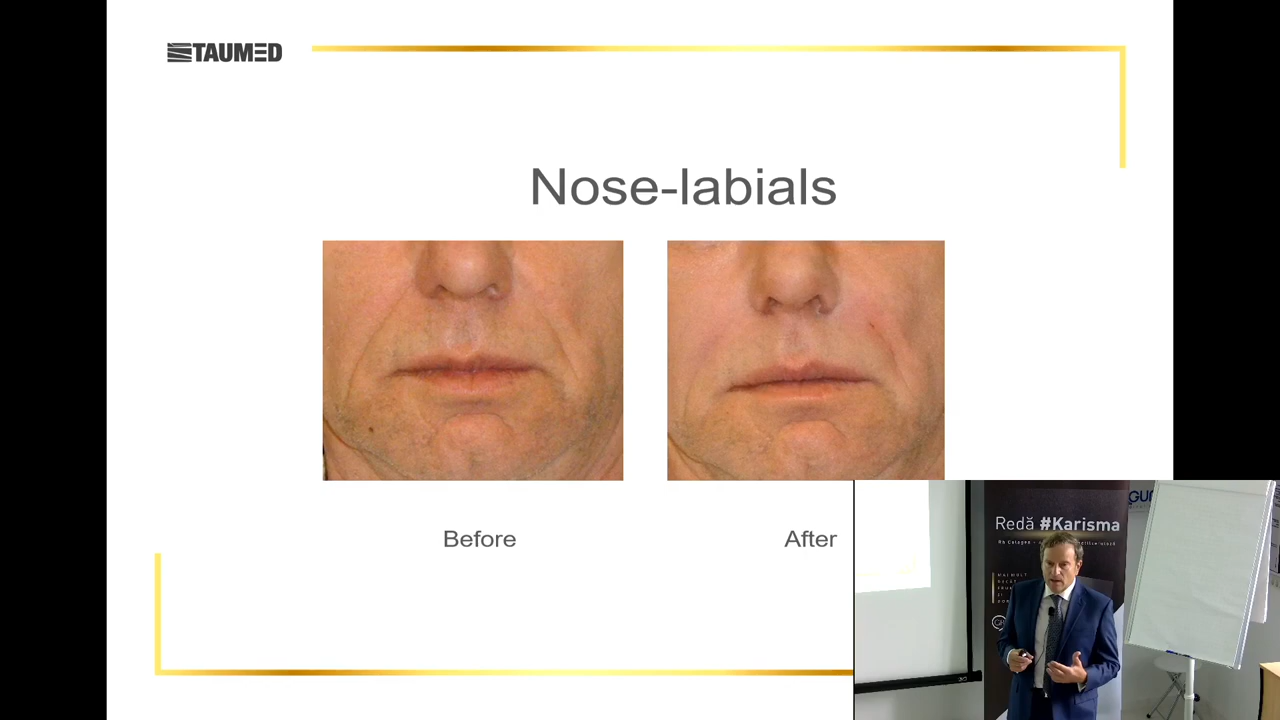 TAUMED
Nose-labials
Before
After
Redă #Karisma